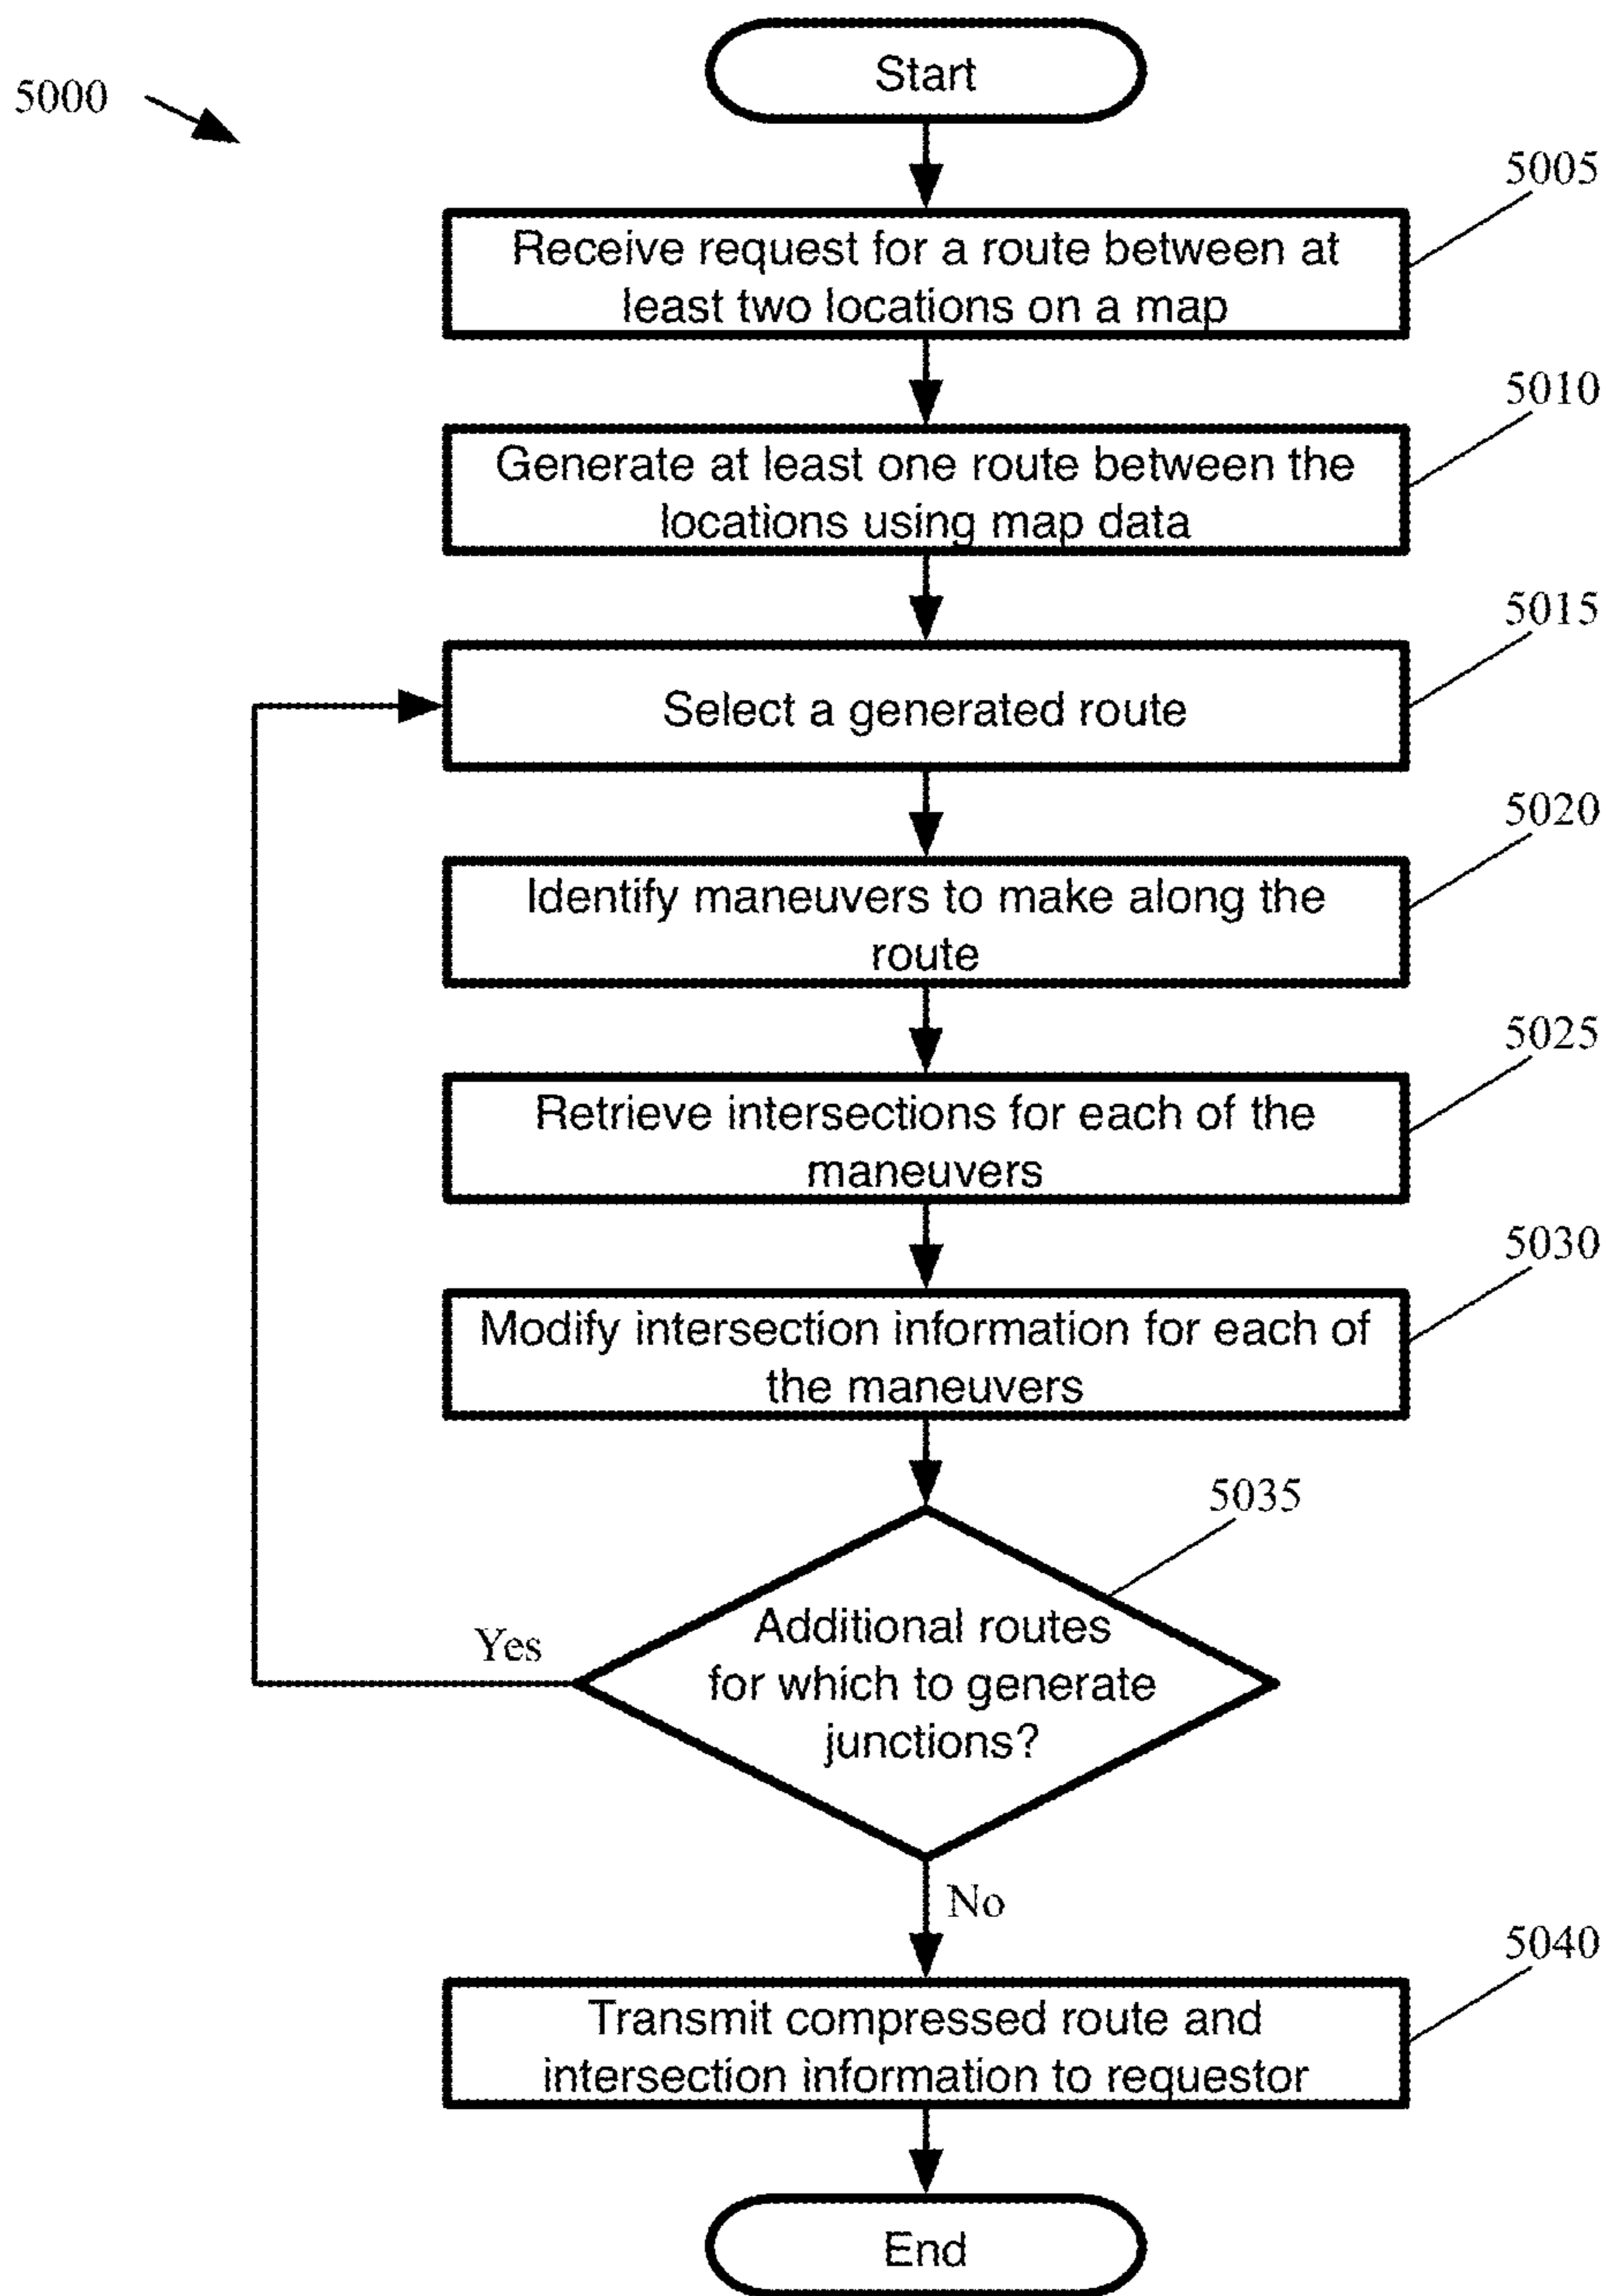 Start
5000
5005
Receive request for a route between at
least two locations on a map
5010
Generate at least one route between the
locations using map data
5015
Select a generated route
5020
Identify maneuvers to make along the
route
5025
Retrieve intersections for each of the
maneuvers
5030
Modify intersection information for each of
the maneuvers
5035
Additional routes
for which to generate
junctions?
Yes
No
5040
Transmit compressed route and
intersection information to requestor
End